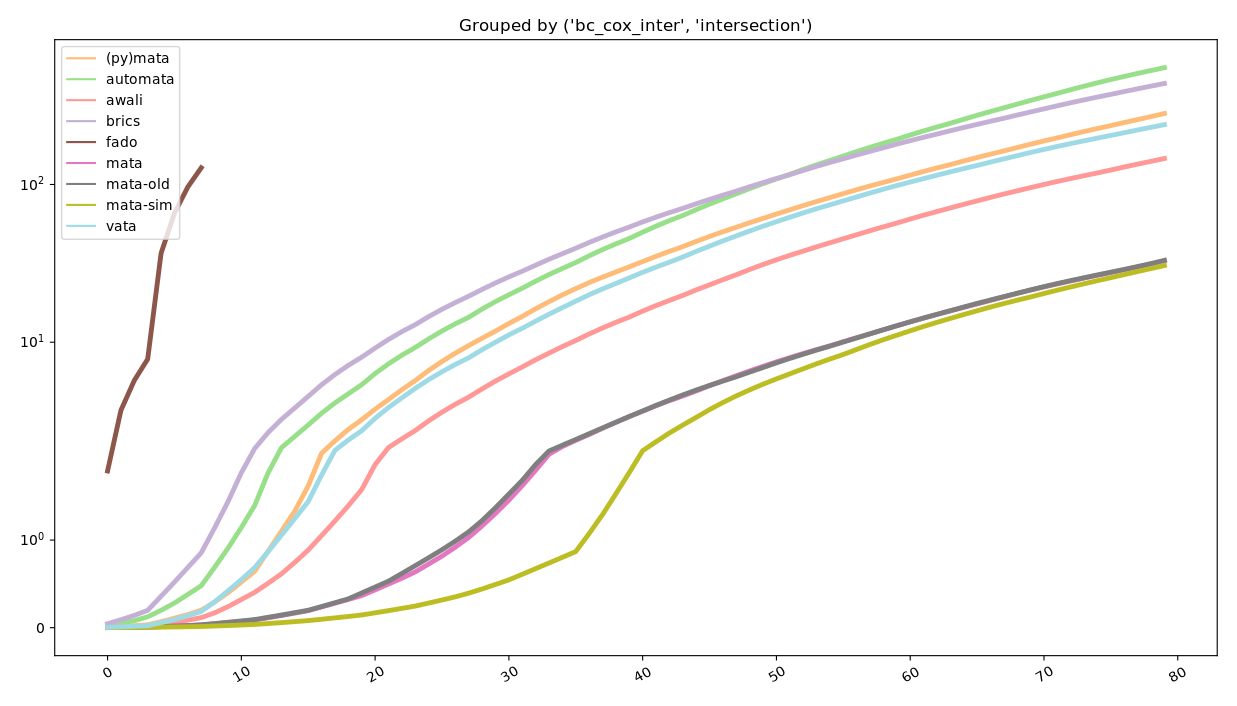 Grouped by ('bc_cox_inter', 'intersection')
(py)mata
automata
awali
brics
fado
mata
mata-old
mata-sim
vata
10²
10¹
10⁰
0
0 10 20 30 40 50 60 70 80